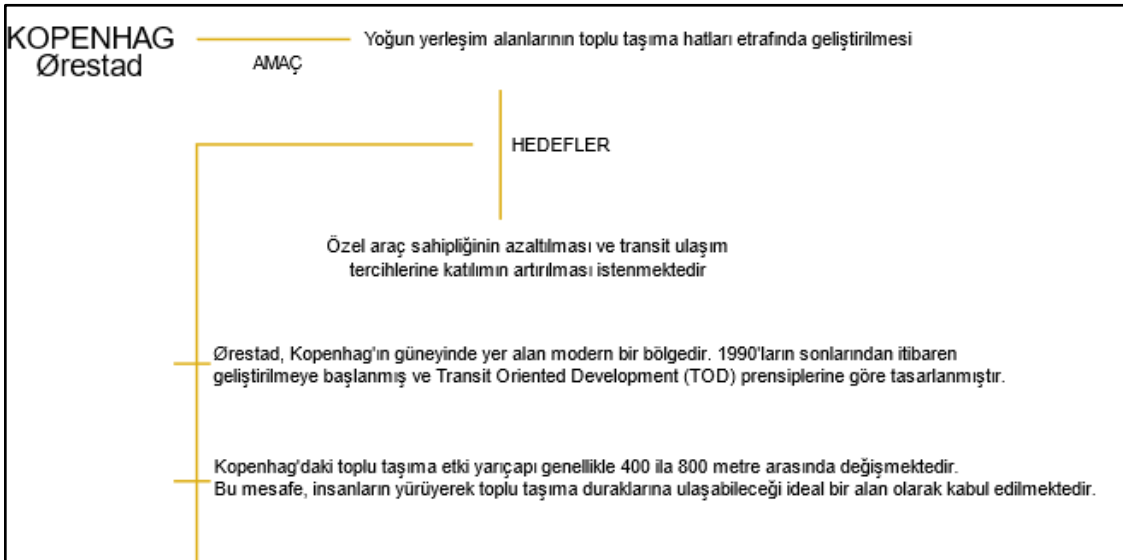 KOPENHAG
Ørestad
AMAÇ
Yoğun yerleşim alanlarının toplu taşıma hatları etrafında geliştirilmesi
HEDEFLER
Özel araç sahipliğinin azaltılması ve transit ulaşım
tercihlerine katılımın artırılması istenmektedir
Ørestad, Kopenhag'ın güneyinde yer alan modern bir bölgedir. 1990'ların sonlarından itibaren
geliştirilmeye başlanmış ve Transit Oriented Development (TOD) prensiplerine göre tasarlanmıştır.
Kopenhag'daki toplu taşıma etki yarıçapı genellikle 400 ila 800 metre arasında değişmektedir.
Bu mesafe, insanların yürüyerek toplu taşıma duraklarına ulaşabileceği ideal bir alan olarak kabul edilmektedir.